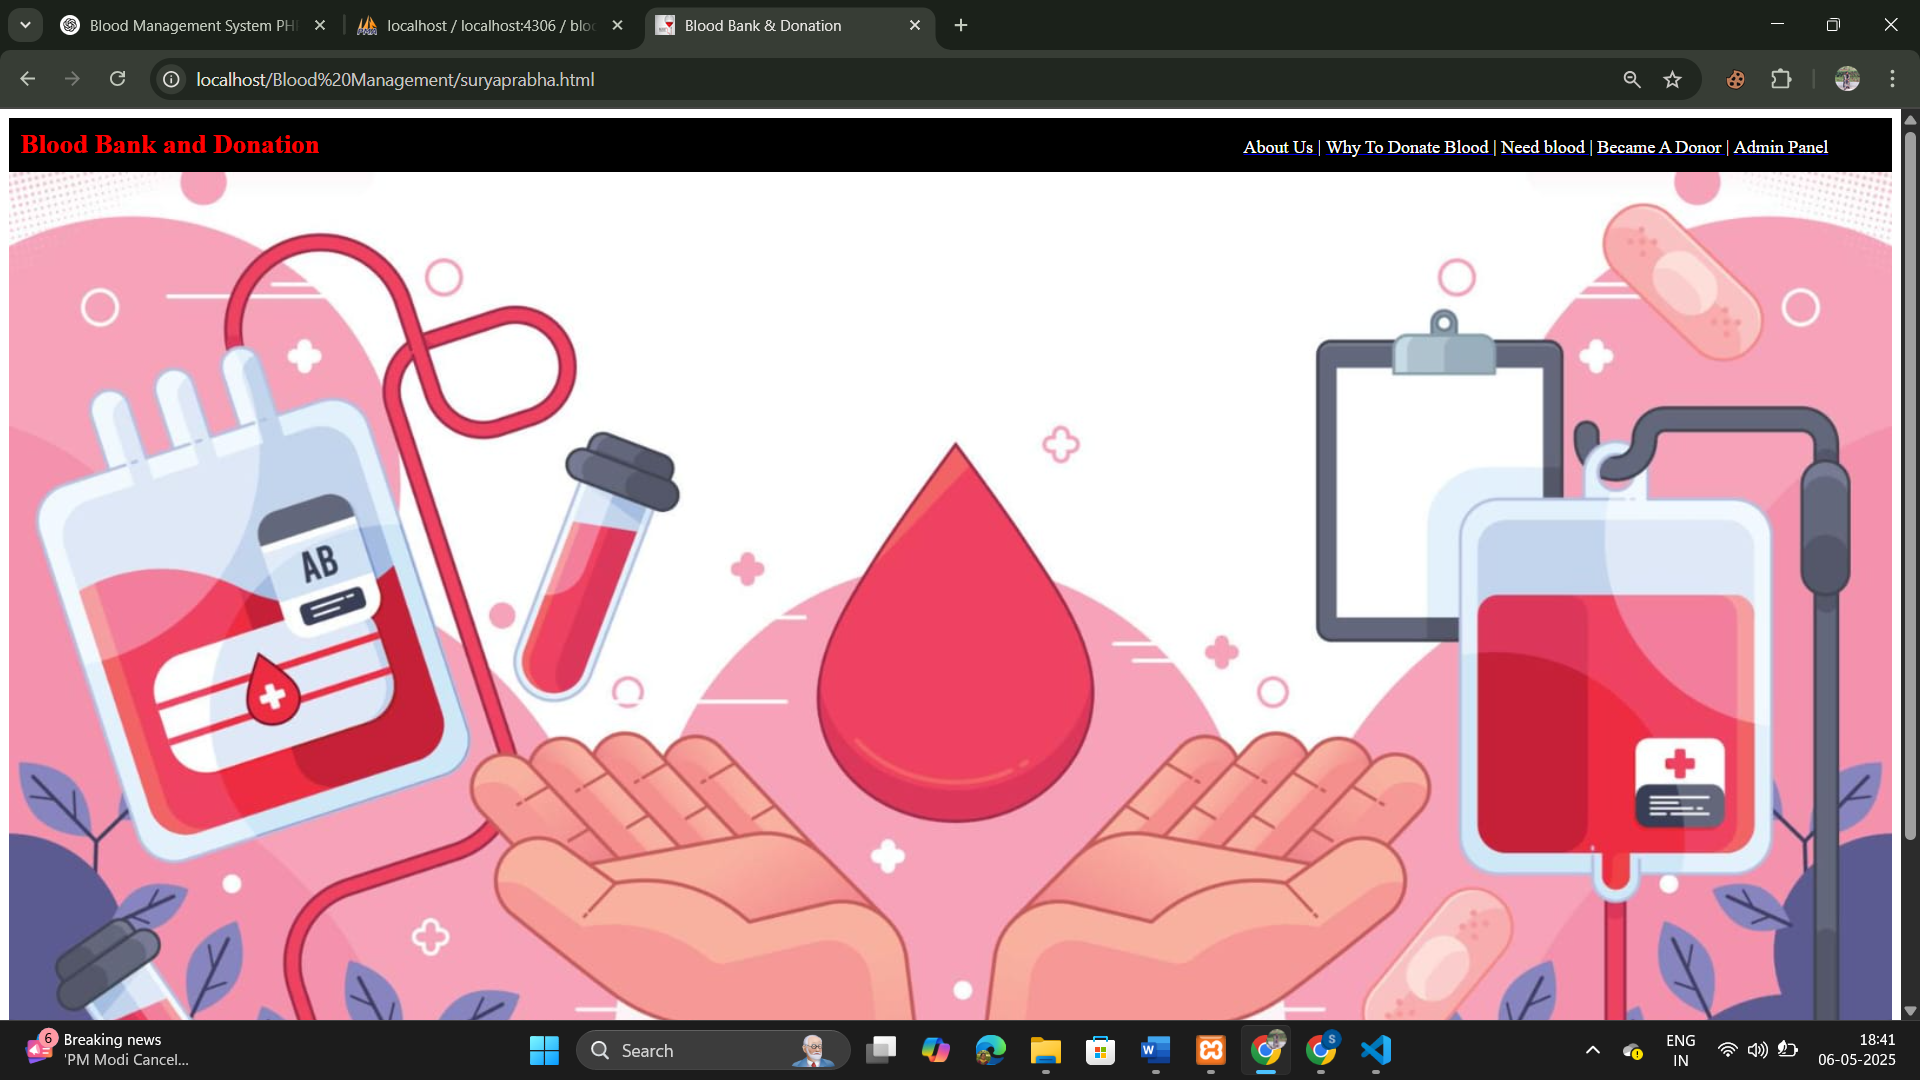 Blood Management System PH
localhost / localhost:4306 / bloo
Blood Bank & Donation
localhost/Blood%20Management/suryaprabha.html
Blood Bank and Donation
About Us | Why To Donate Blood | Need blood | Became A Donor | Admin Panel
AB
6
Breaking news
'PM Modi Cancel...
Search
W
S
ENG
IN
18:41
06-05-2025